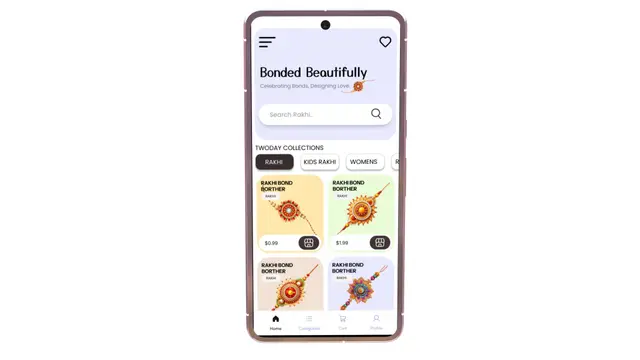 Bonded Beautifully
Celebrating Bonds, Designing Love.
Search Rakhi..
TWODAY COLLECTIONS
RAKHI
KIDS RAKHI
WOMENS
R
RAKHI BOND
BORTHER
RAKHI
$0.99
RAKHI BOND
BORTHER
RAKHI
$1.99
RAKHI BOND
BORTHER
RAKHI
RAKHI BOND
BORTHER
RAKHI
Home
Categories
Cart
Profile